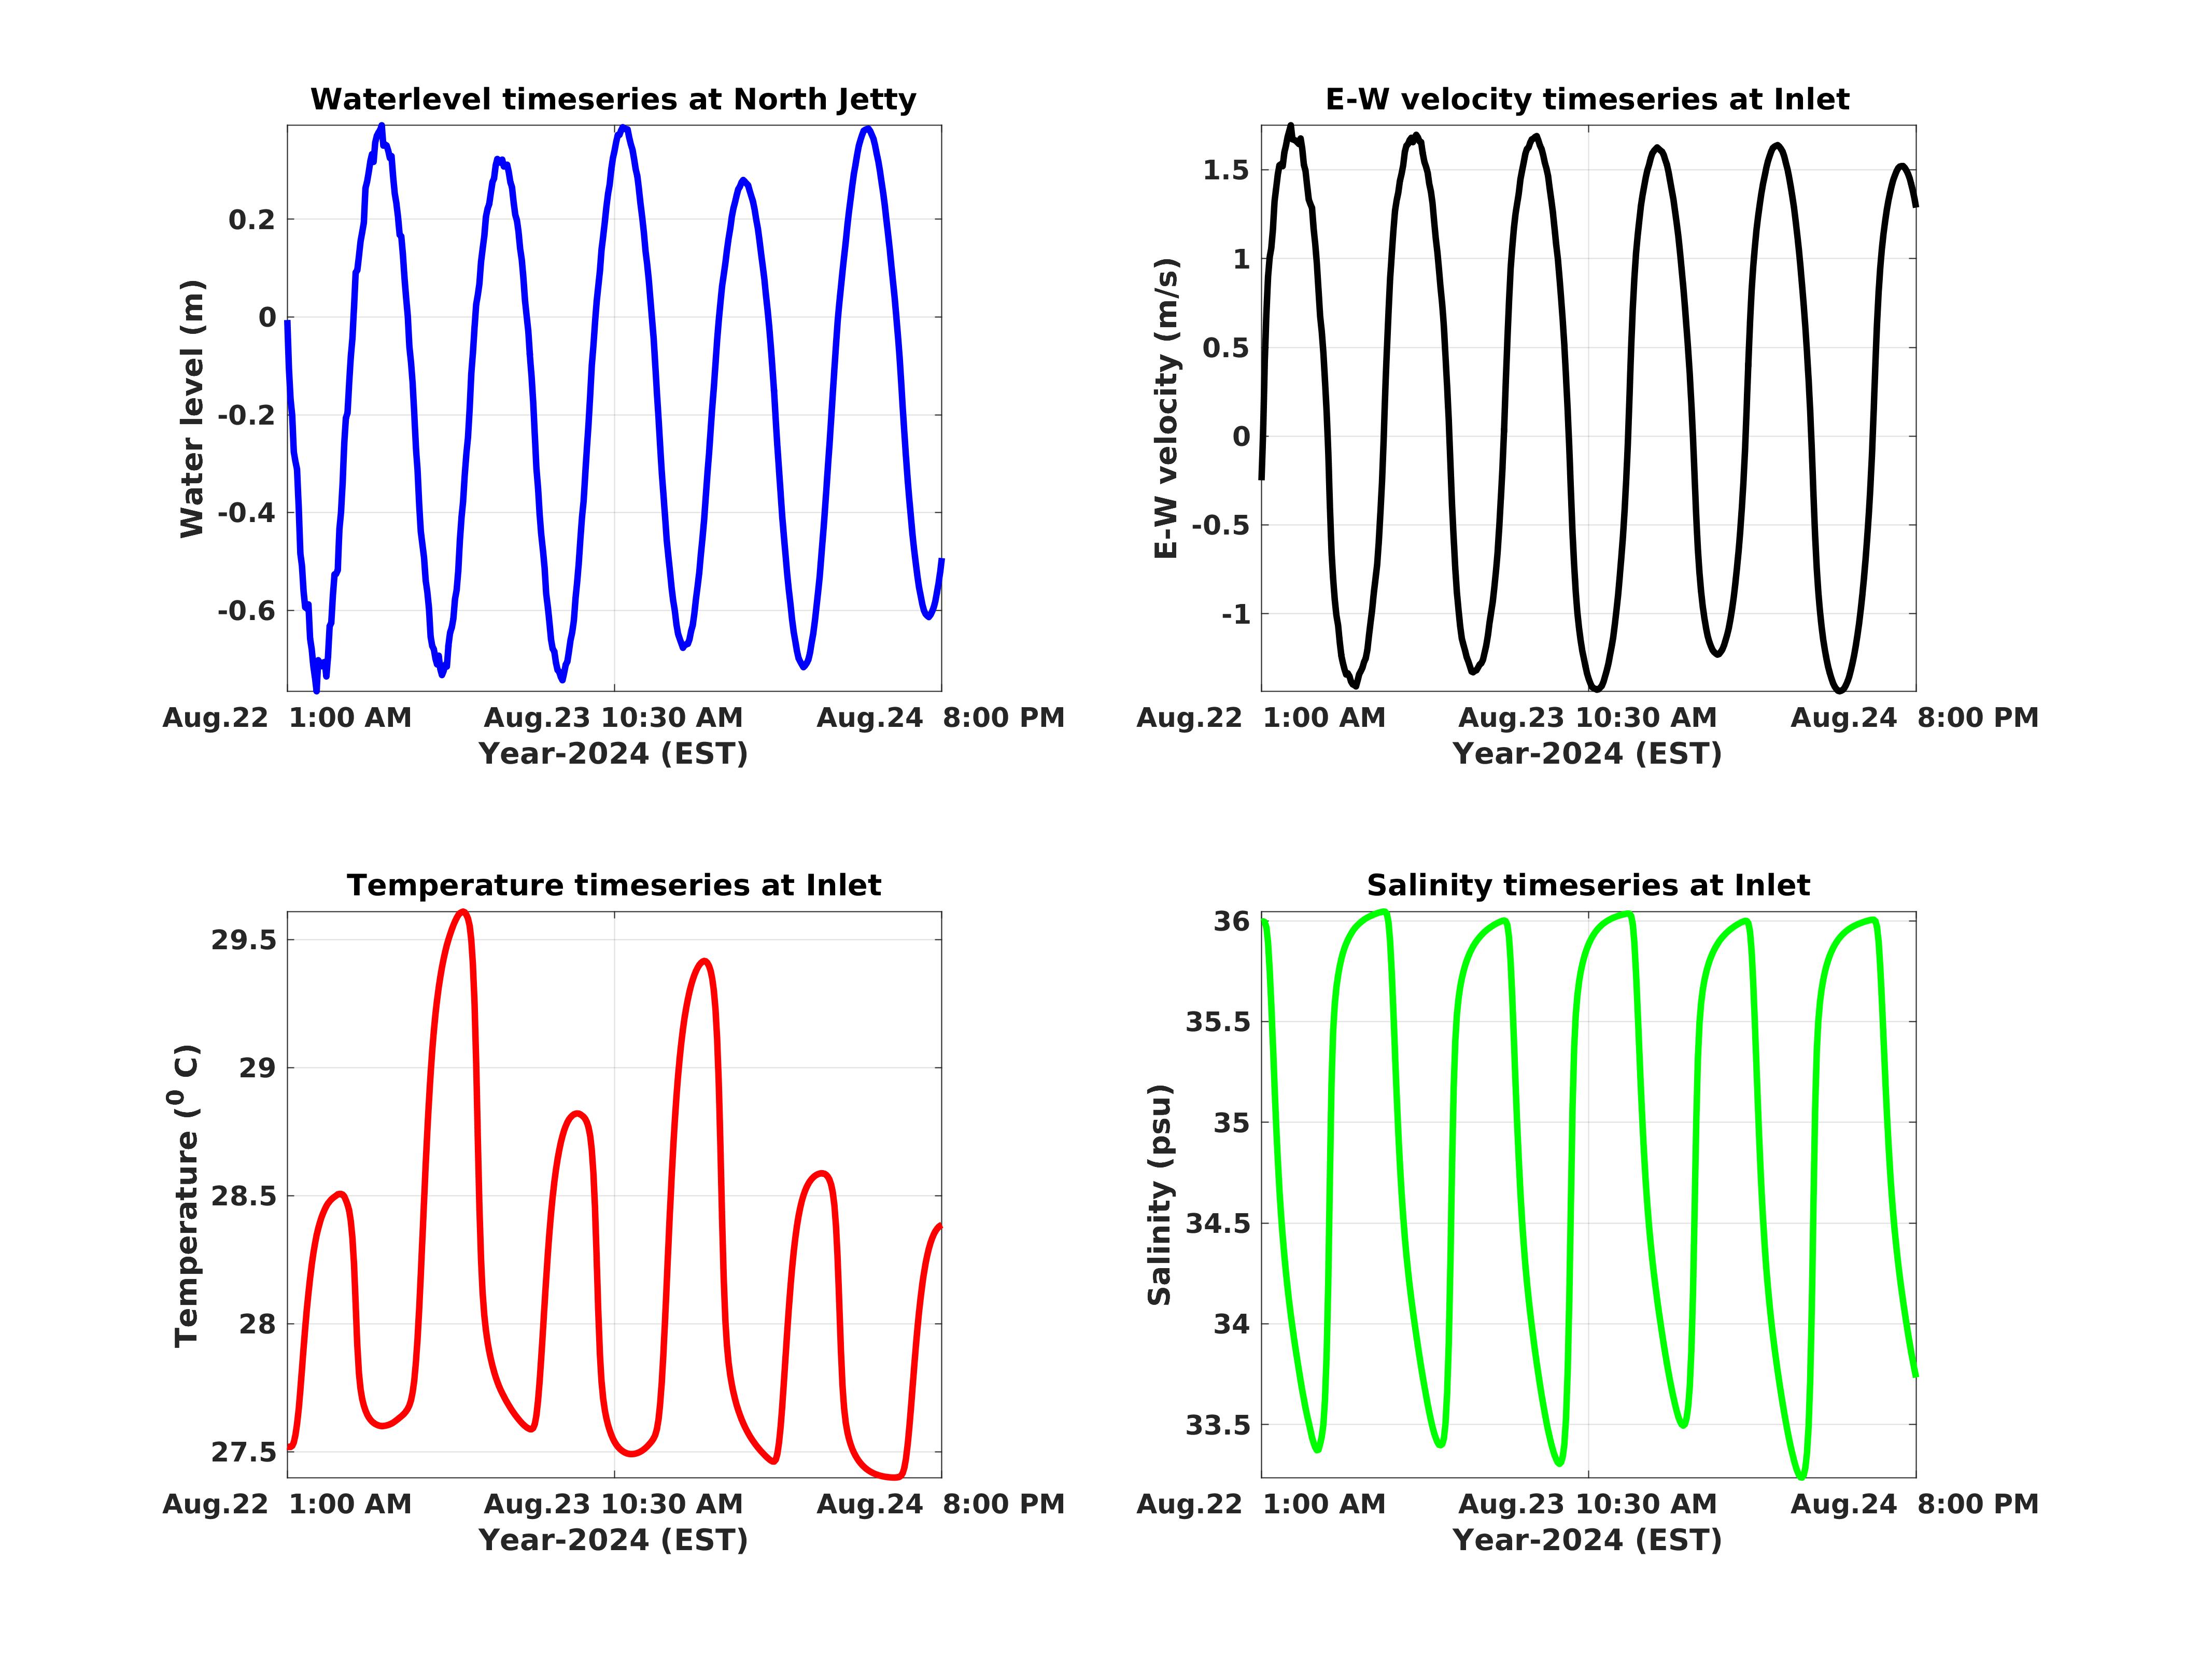 Waterlevel timeseries at North Jetty
0.2
0
-0.2
-0.4
-0.6
Water level (m)
Aug.22 1:00 AM
Aug.23 10:30 AM
Aug.24 8:00 PM
Year-2024 (EST)
E-W velocity timeseries at Inlet
1.5
1
0.5
0
-0.5
-1
E-W velocity (m/s)
Aug.22 1:00 AM
Aug.23 10:30 AM
Aug.24 8:00 PM
Year-2024 (EST)
Temperature timeseries at Inlet
29.5
29
28.5
28
27.5
Temperature (⁰ C)
Aug.22 1:00 AM
Aug.23 10:30 AM
Aug.24 8:00 PM
Year-2024 (EST)
Salinity timeseries at Inlet
36
35.5
35
34.5
34
33.5
Salinity (psu)
Aug.22 1:00 AM
Aug.23 10:30 AM
Aug.24 8:00 PM
Year-2024 (EST)